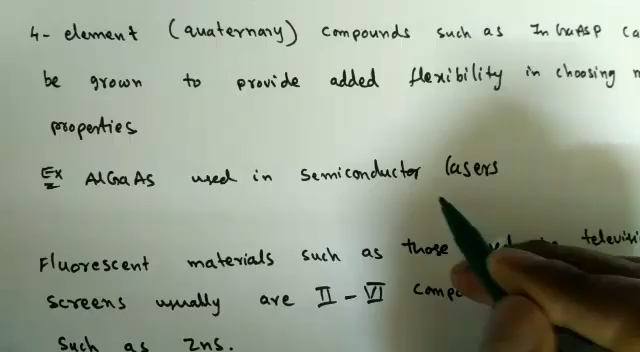 4- element (quaternary) compounds such as InGaAsP ca
be grown to provide added flexibility in choosing m
properties
Ex AlGaAs used in semiconductor lasers
Fluorescent materials such as those used in televisi
screens usually are II - VI compo
such as ZnS.